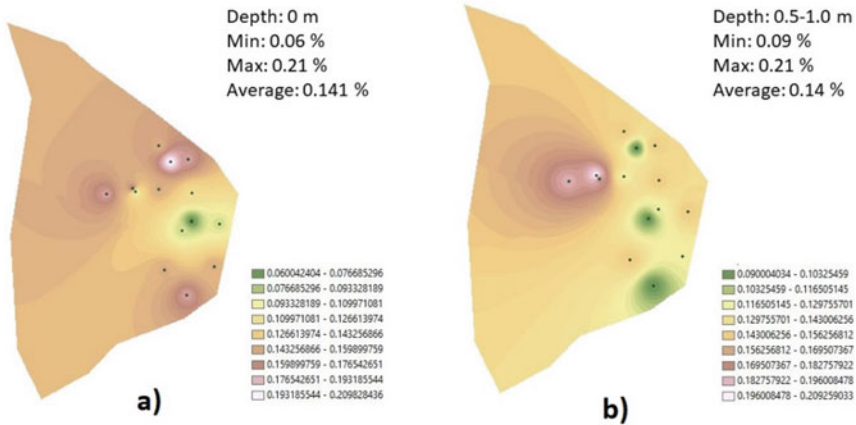 Depth: 0 m
Min: 0.06 %
Max: 0.21 %
Average: 0.141 %
0.060042404 - 0.076685296
0.076685296 - 0.093328189
0.093328189 - 0.109971081
0.109971081 - 0.126613974
0.126613974 - 0.143256866
0.143256866 - 0.159899759
0.159899759 - 0.176542651
0.176542651 - 0.193185544
0.193185544 - 0.209828436
a)
Depth: 0.5-1.0 m
Min: 0.09 %
Max: 0.21 %
Average: 0.14 %
0.090004034 - 0.10325459
0.10325459 - 0.116505145
0.116505145 - 0.129755701
0.129755701 - 0.143006256
0.143006256 - 0.156256812
0.156256812 - 0.169507367
0.169507367 - 0.182757922
0.182757922 - 0.196008478
0.196008478 - 0.209259033
b)